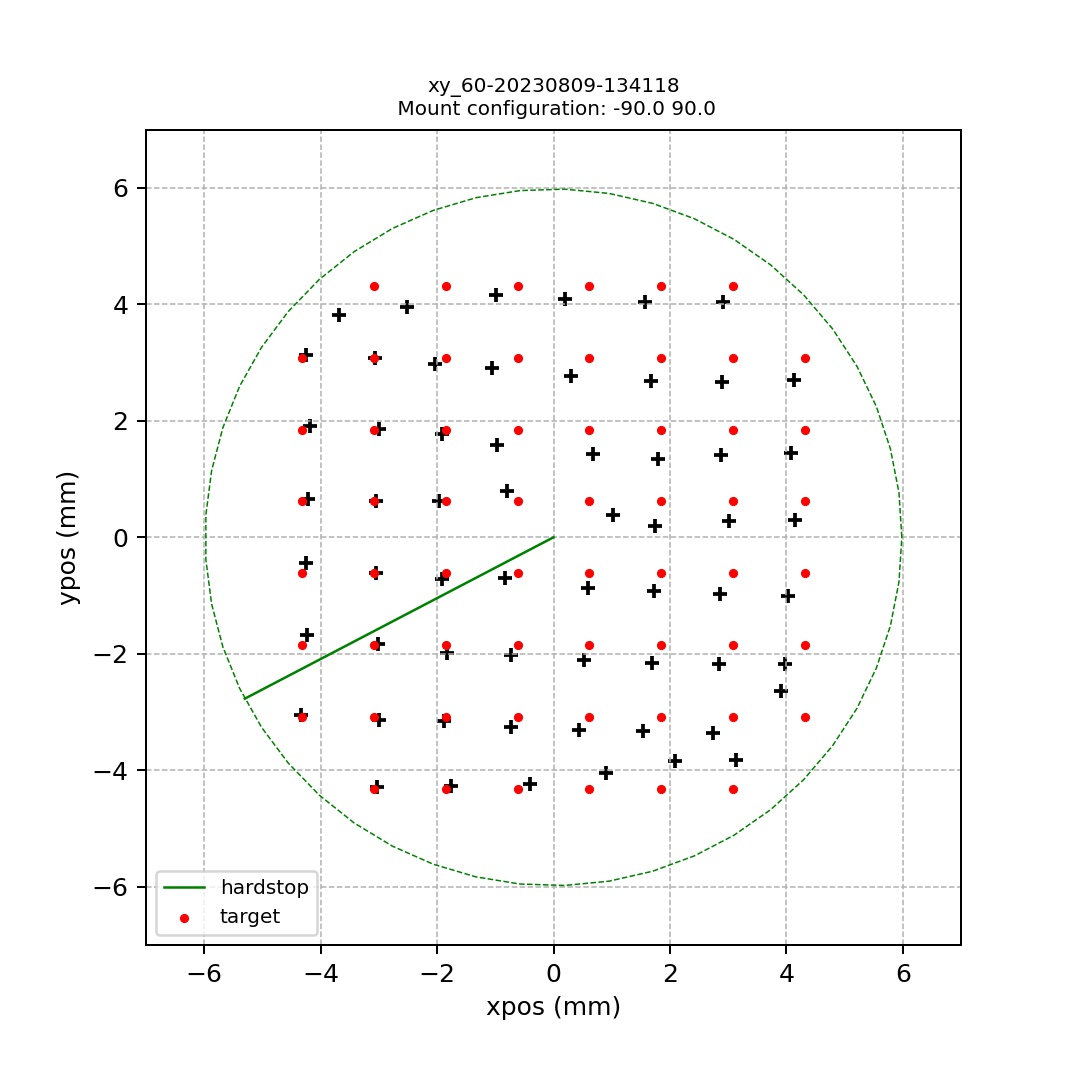 xy_60-20230809-134118
Mount configuration: -90.0 90.0
6
4
2
0
−2
−4
−6
ypos (mm)
hardstop
target
−6
−4
−2
0
2
4
6
xpos (mm)